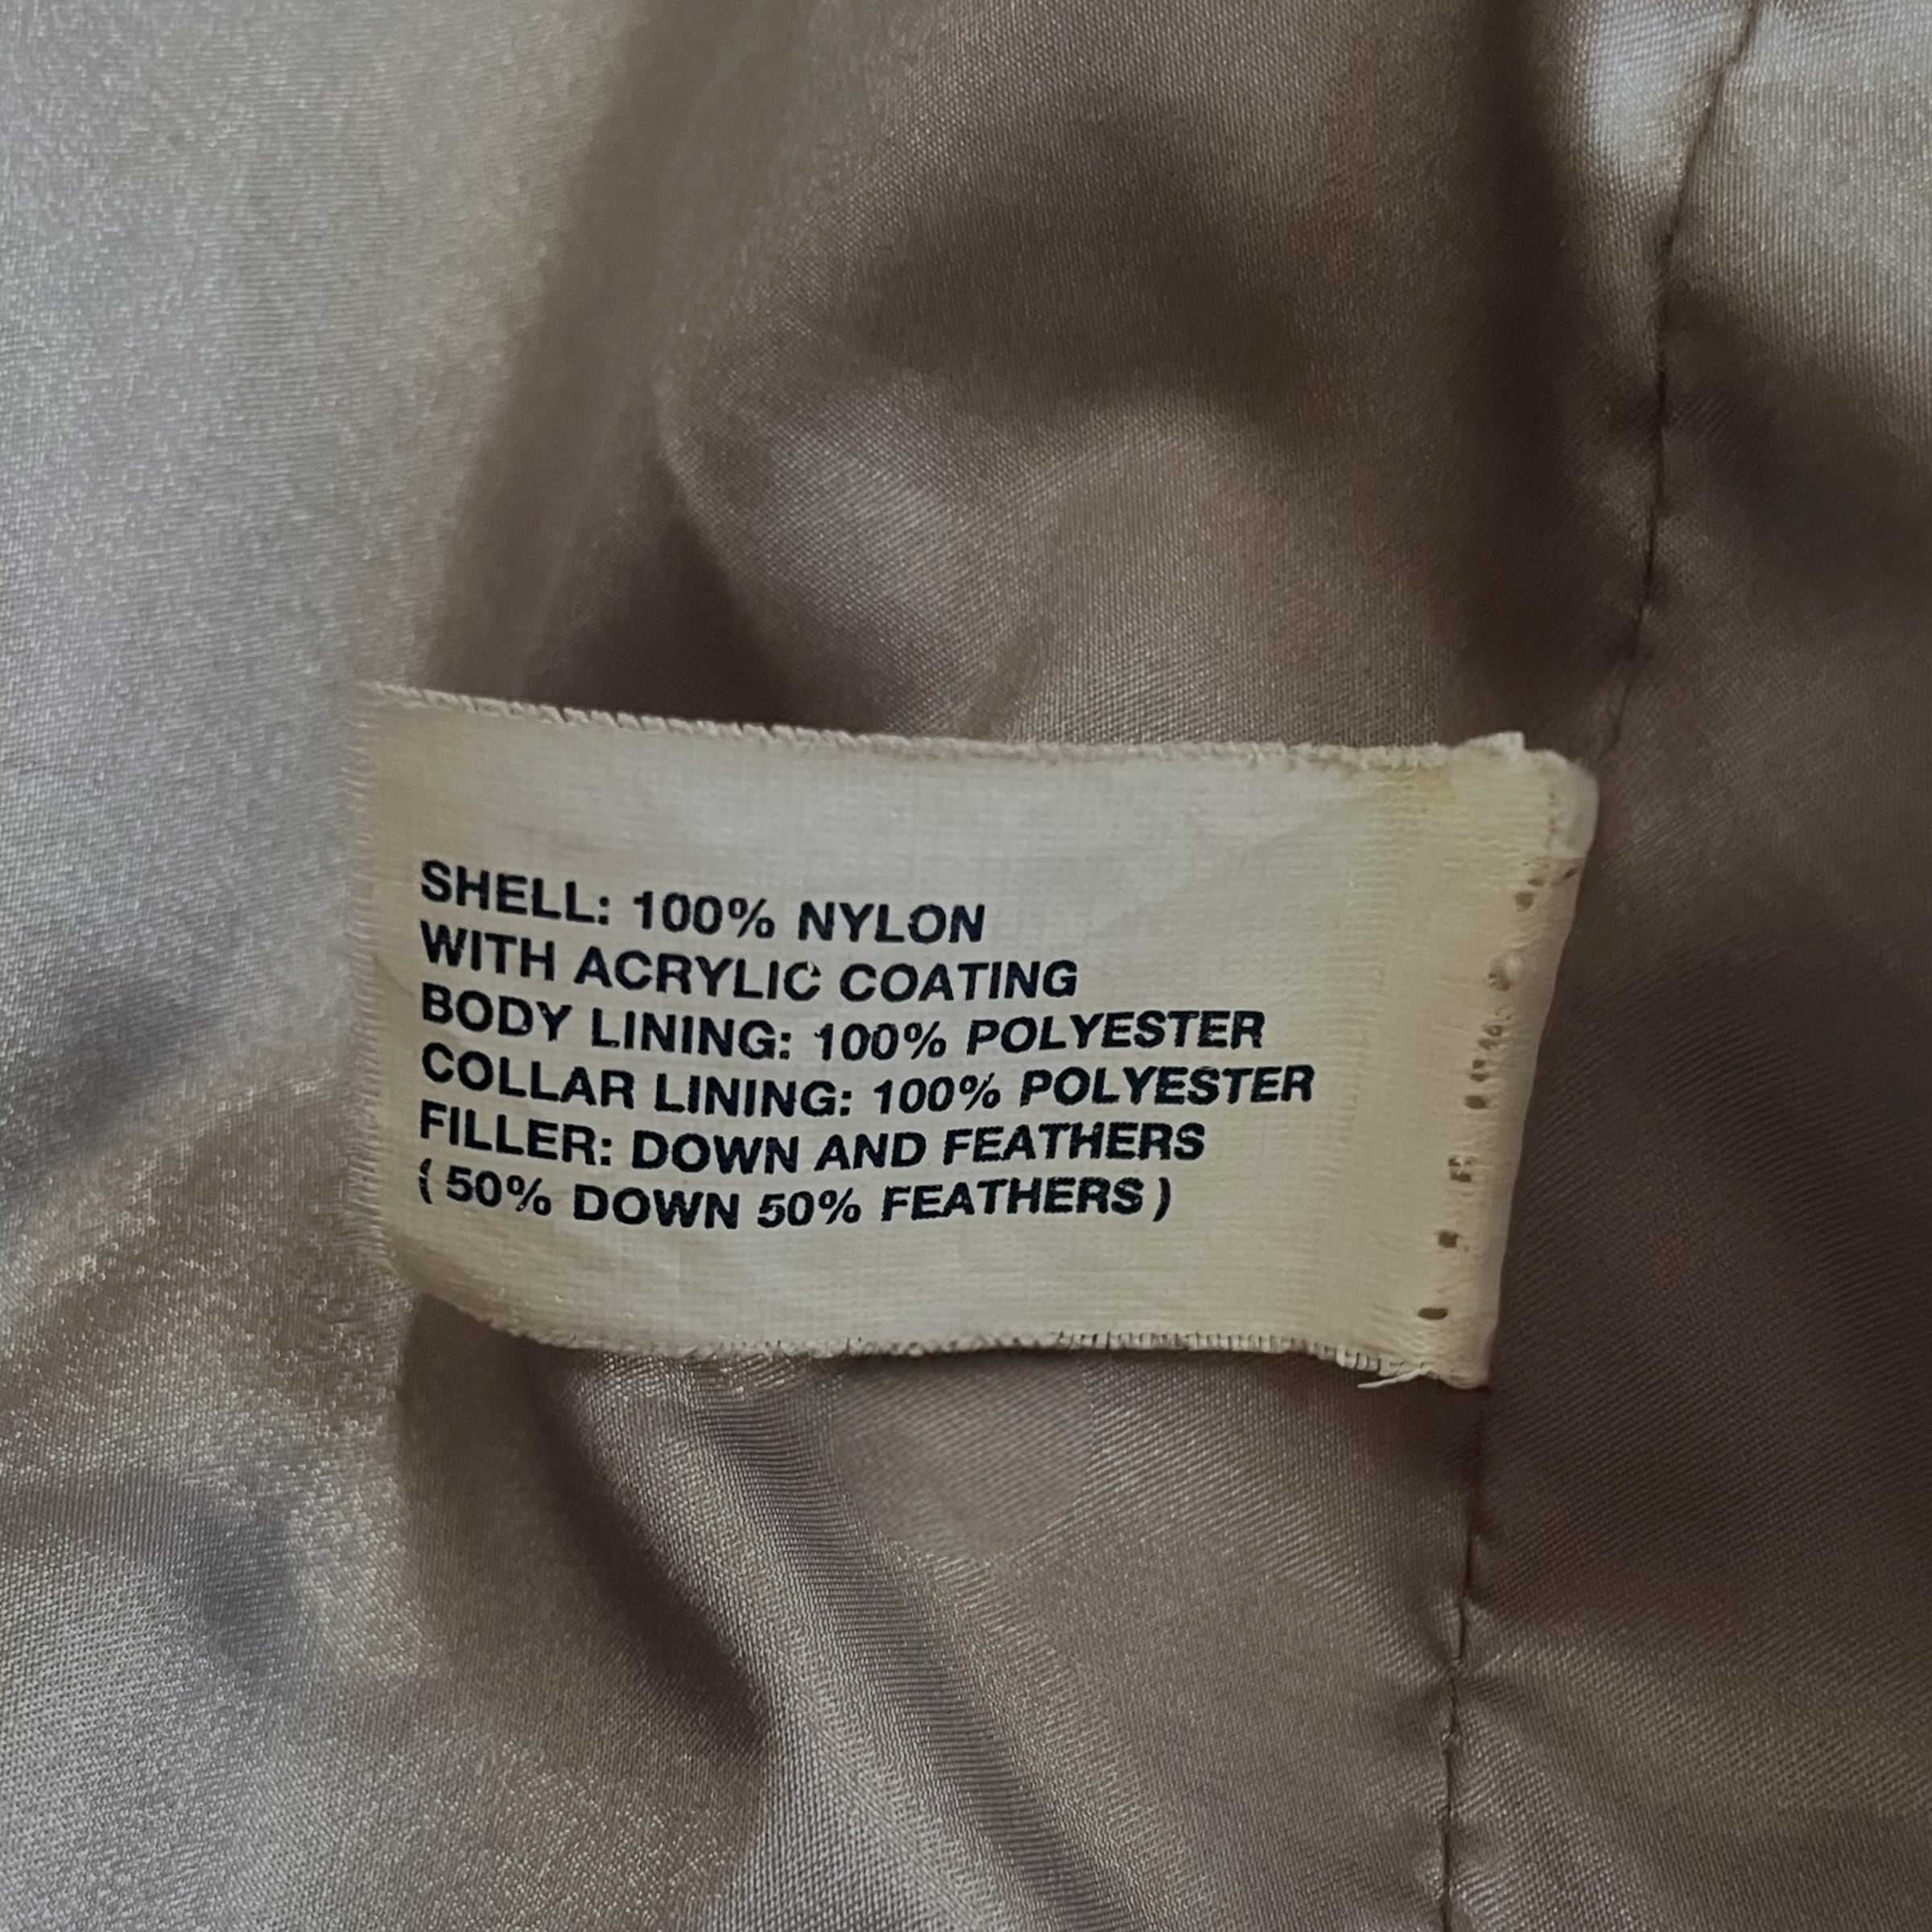 SHELL: 100% NYLON
WITH ACRYLIC COATING
BODY LINING: 100% POLYESTER
COLLAR LINING: 100% POLYESTER
FILLER: DOWN AND FEATHERS
(50% DOWN 50% FEATHERS)